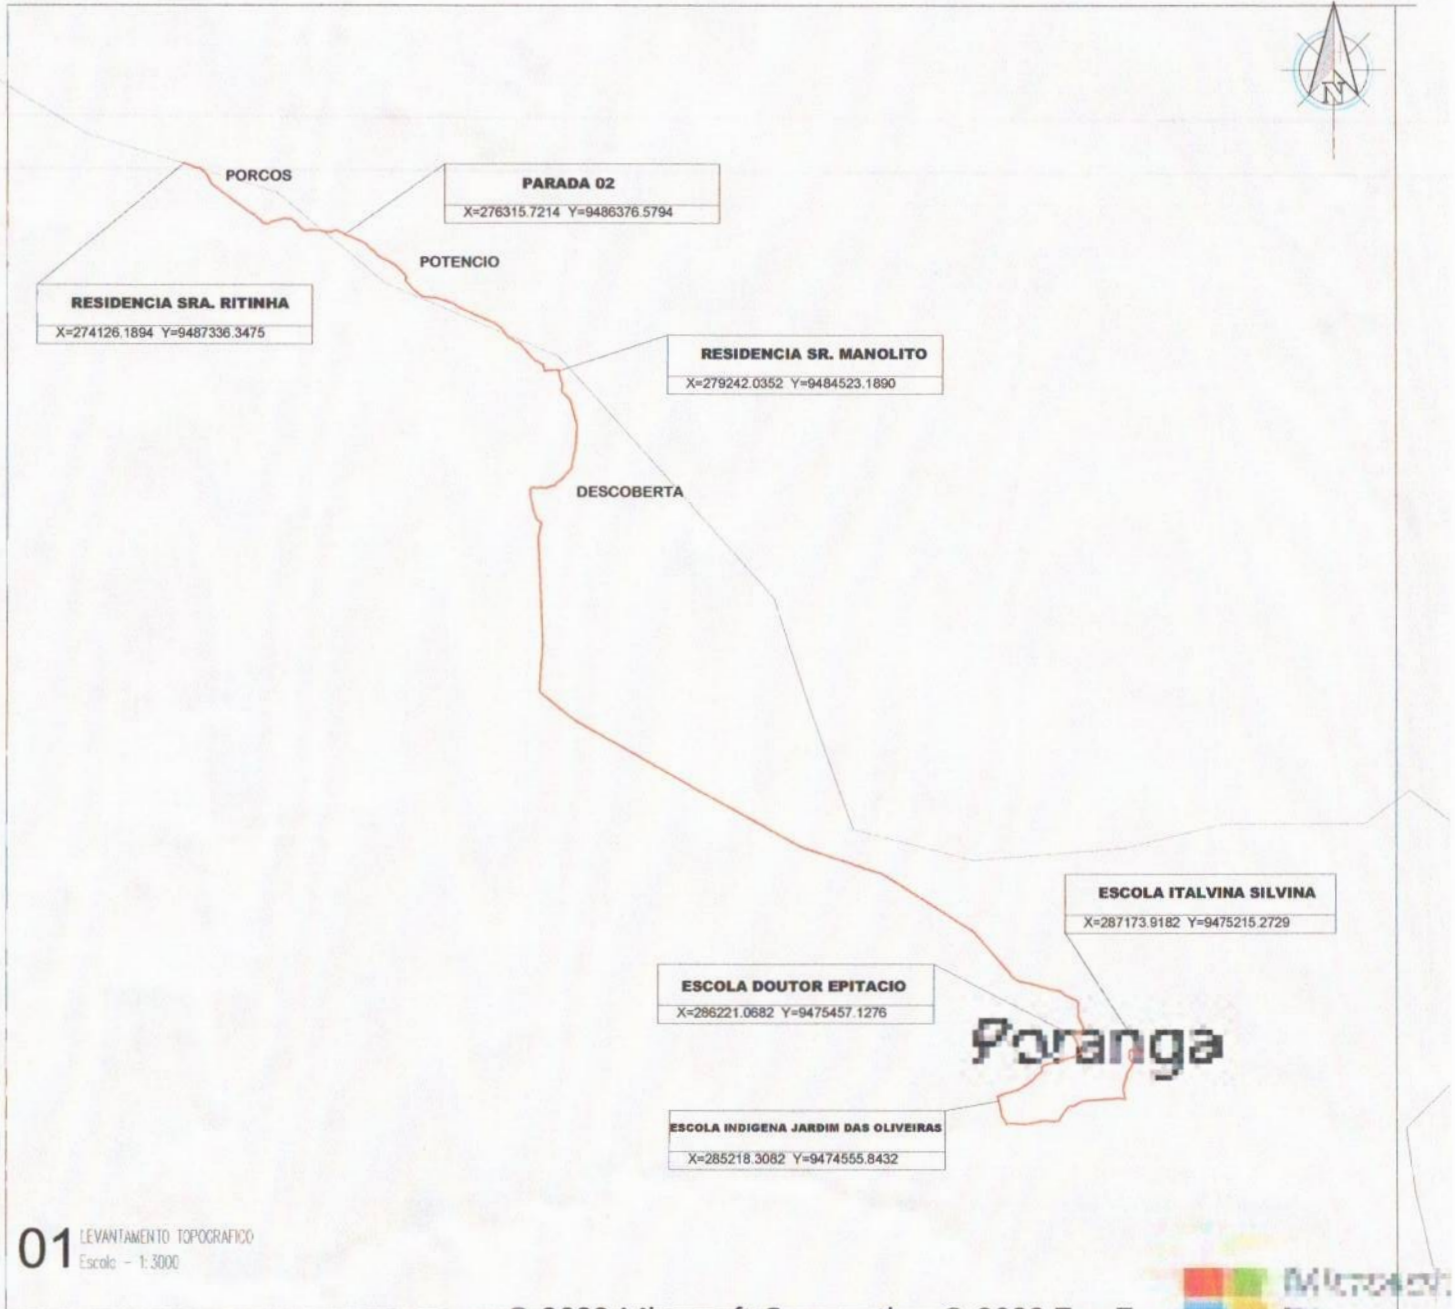 N
PORCOS
PARADA 02
X=276315.7214 Y=9486376.5794
POTENCIO
RESIDENCIA SRA. RITINHA
X=274126.1894 Y=9487336.3475
RESIDENCIA SR. MANOLITO
X=279242.0352 Y=9484523.1890
DESCOBERTA
ESCOLA ITALVINA SILVINA
X=287173.9182 Y=9475215.2729
ESCOLA DOUTOR EPITACIO
X=286221.0682 Y=9475457.1276
Poranga
ESCOLA INDIGENA JARDIM DAS OLIVEIRAS
X=285218.3082 Y=9474555.8432
01 LEVANTAMENTO TOPOGRAFICO
Escala - 1:3000
Microsoft